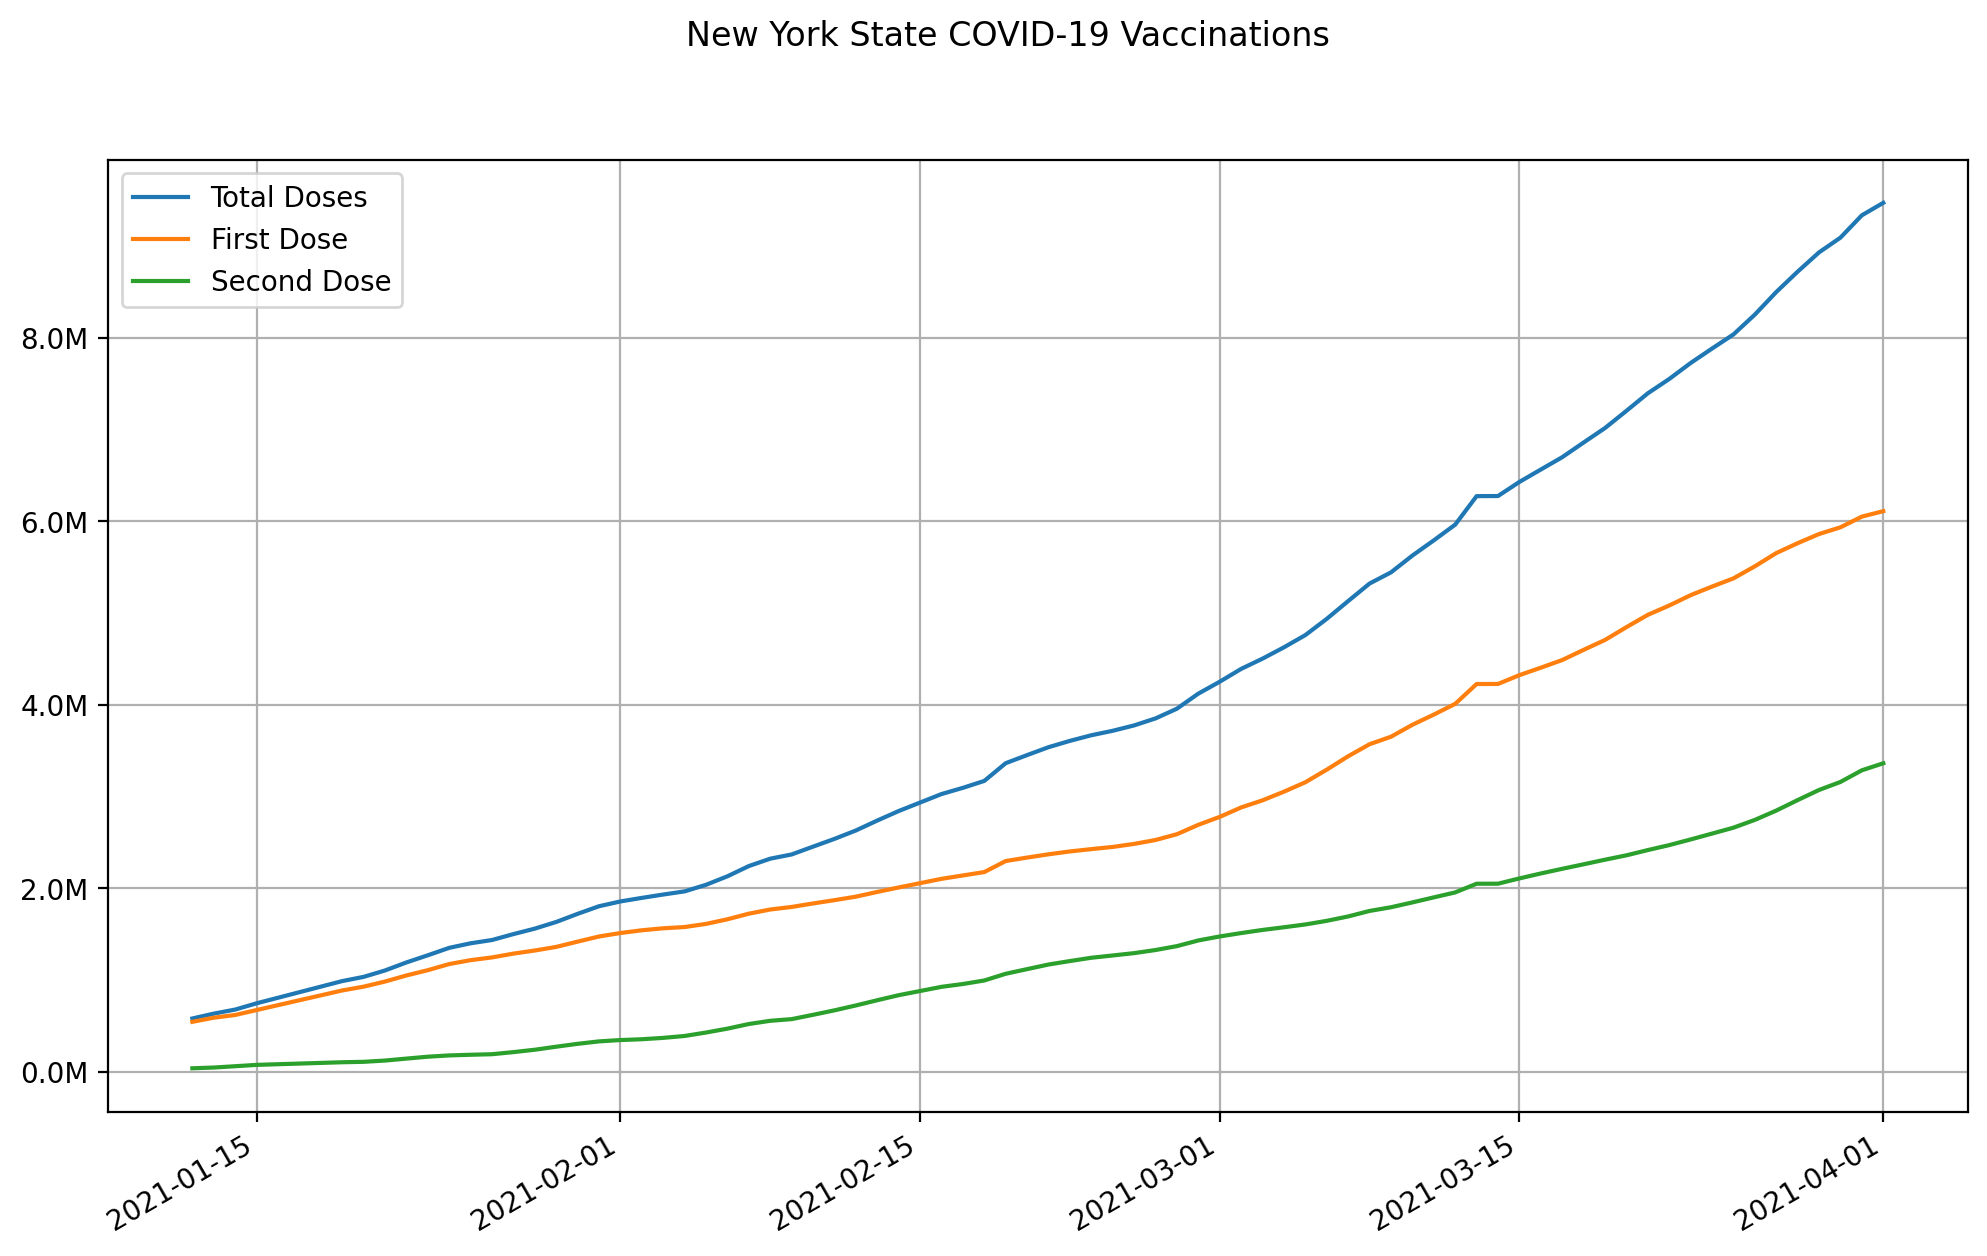 New York State COVID-19 Vaccinations
Total Doses
First Dose
Second Dose
8.0M
6.0M
4.0M
2.0M
0.0M
2021-01-15
2021-02-01
2021-02-15
2021-03-01
2021-03-15
2021-04-01